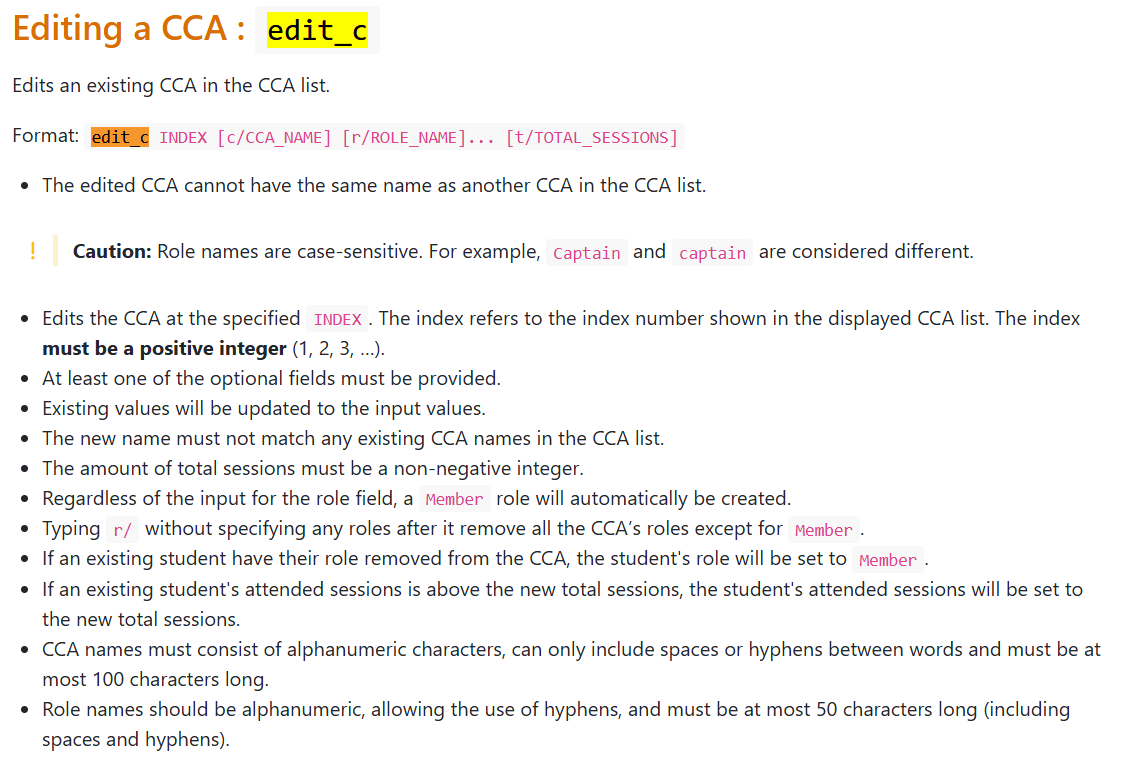 Editing a CCA : edit_c
Edits an existing CCA in the CCA list.
Format: edit_c INDEX [c/CCA_NAME] [r/ROLE_NAME]... [t/TOTAL_SESSIONS]
• The edited CCA cannot have the same name as another CCA in the CCA list.
! Caution: Role names are case-sensitive. For example, Captain and captain are considered different.
• Edits the CCA at the specified INDEX. The index refers to the index number shown in the displayed CCA list. The index
must be a positive integer (1, 2, 3, …).
• At least one of the optional fields must be provided.
• Existing values will be updated to the input values.
• The new name must not match any existing CCA names in the CCA list.
• The amount of total sessions must be a non-negative integer.
• Regardless of the input for the role field, a Member role will automatically be created.
• Typing r/ without specifying any roles after it remove all the CCA’s roles except for Member.
• If an existing student have their role removed from the CCA, the student's role will be set to Member.
• If an existing student's attended sessions is above the new total sessions, the student's attended sessions will be set to
the new total sessions.
• CCA names must consist of alphanumeric characters, can only include spaces or hyphens between words and must be at
most 100 characters long.
• Role names should be alphanumeric, allowing the use of hyphens, and must be at most 50 characters long (including
spaces and hyphens).